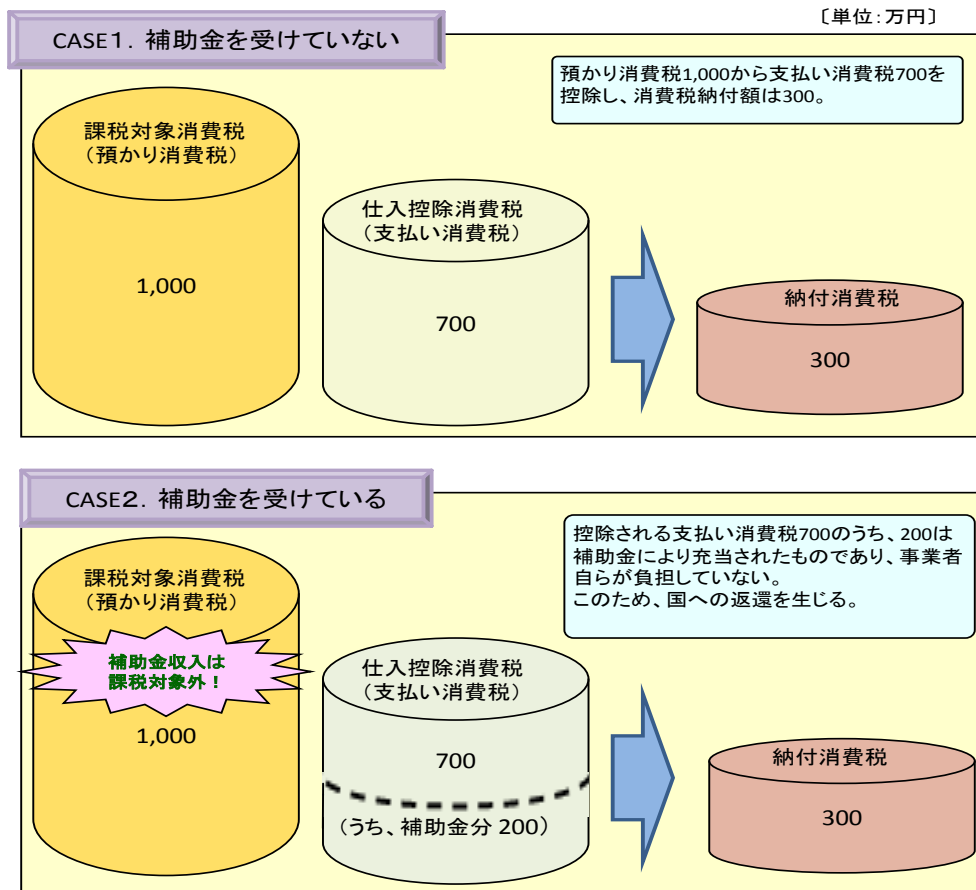 〔単位：万円〕
CASE１．補助金を受けていない
預かり消費税1,000から支払い消費税700を
控除し、消費税納付額は300。
課税対象消費税
（預かり消費税）
1,000
仕入控除消費税
（支払い消費税）
700
納付消費税
300
CASE２．補助金を受けている
控除される支払い消費税700のうち、200は
補助金により充当されたものであり、事業者
自らが負担していない。
このため、国への返還を生じる。
課税対象消費税
（預かり消費税）
補助金収入は
課税対象外！
1,000
仕入控除消費税
（支払い消費税）
700
（うち、補助金分 200）
納付消費税
300